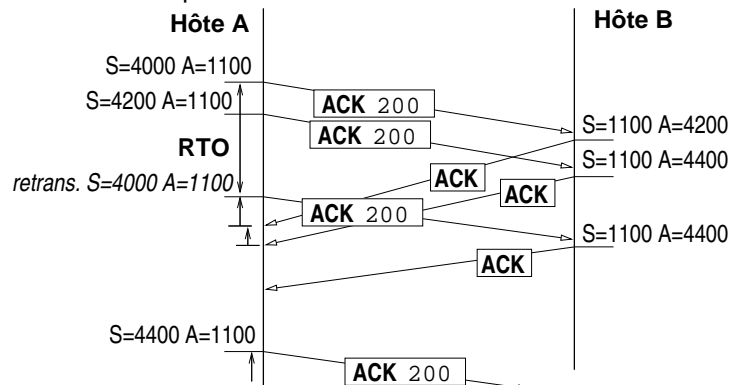 Hôte A
Hôte B
S=4000 A=1100
ACK 200
S=4200 A=1100
ACK 200
S=1100 A=4200
RTO
S=1100 A=4400
ACK
retrans. S=4000 A=1100
ACK
ACK 200
S=1100 A=4400
ACK
S=4400 A=1100
ACK 200